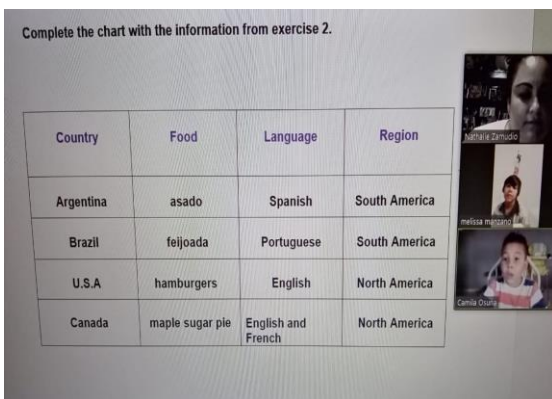 Complete the chart with the information from exercise 2.
Country Food Language Region
Argentina asado Spanish South America
Brazil feijoada Portuguese South America
U.S.A hamburgers English North America
Canada maple sugar pie English and French North America
Nathalie Zamudio
melissa manzano
Camila Osuna